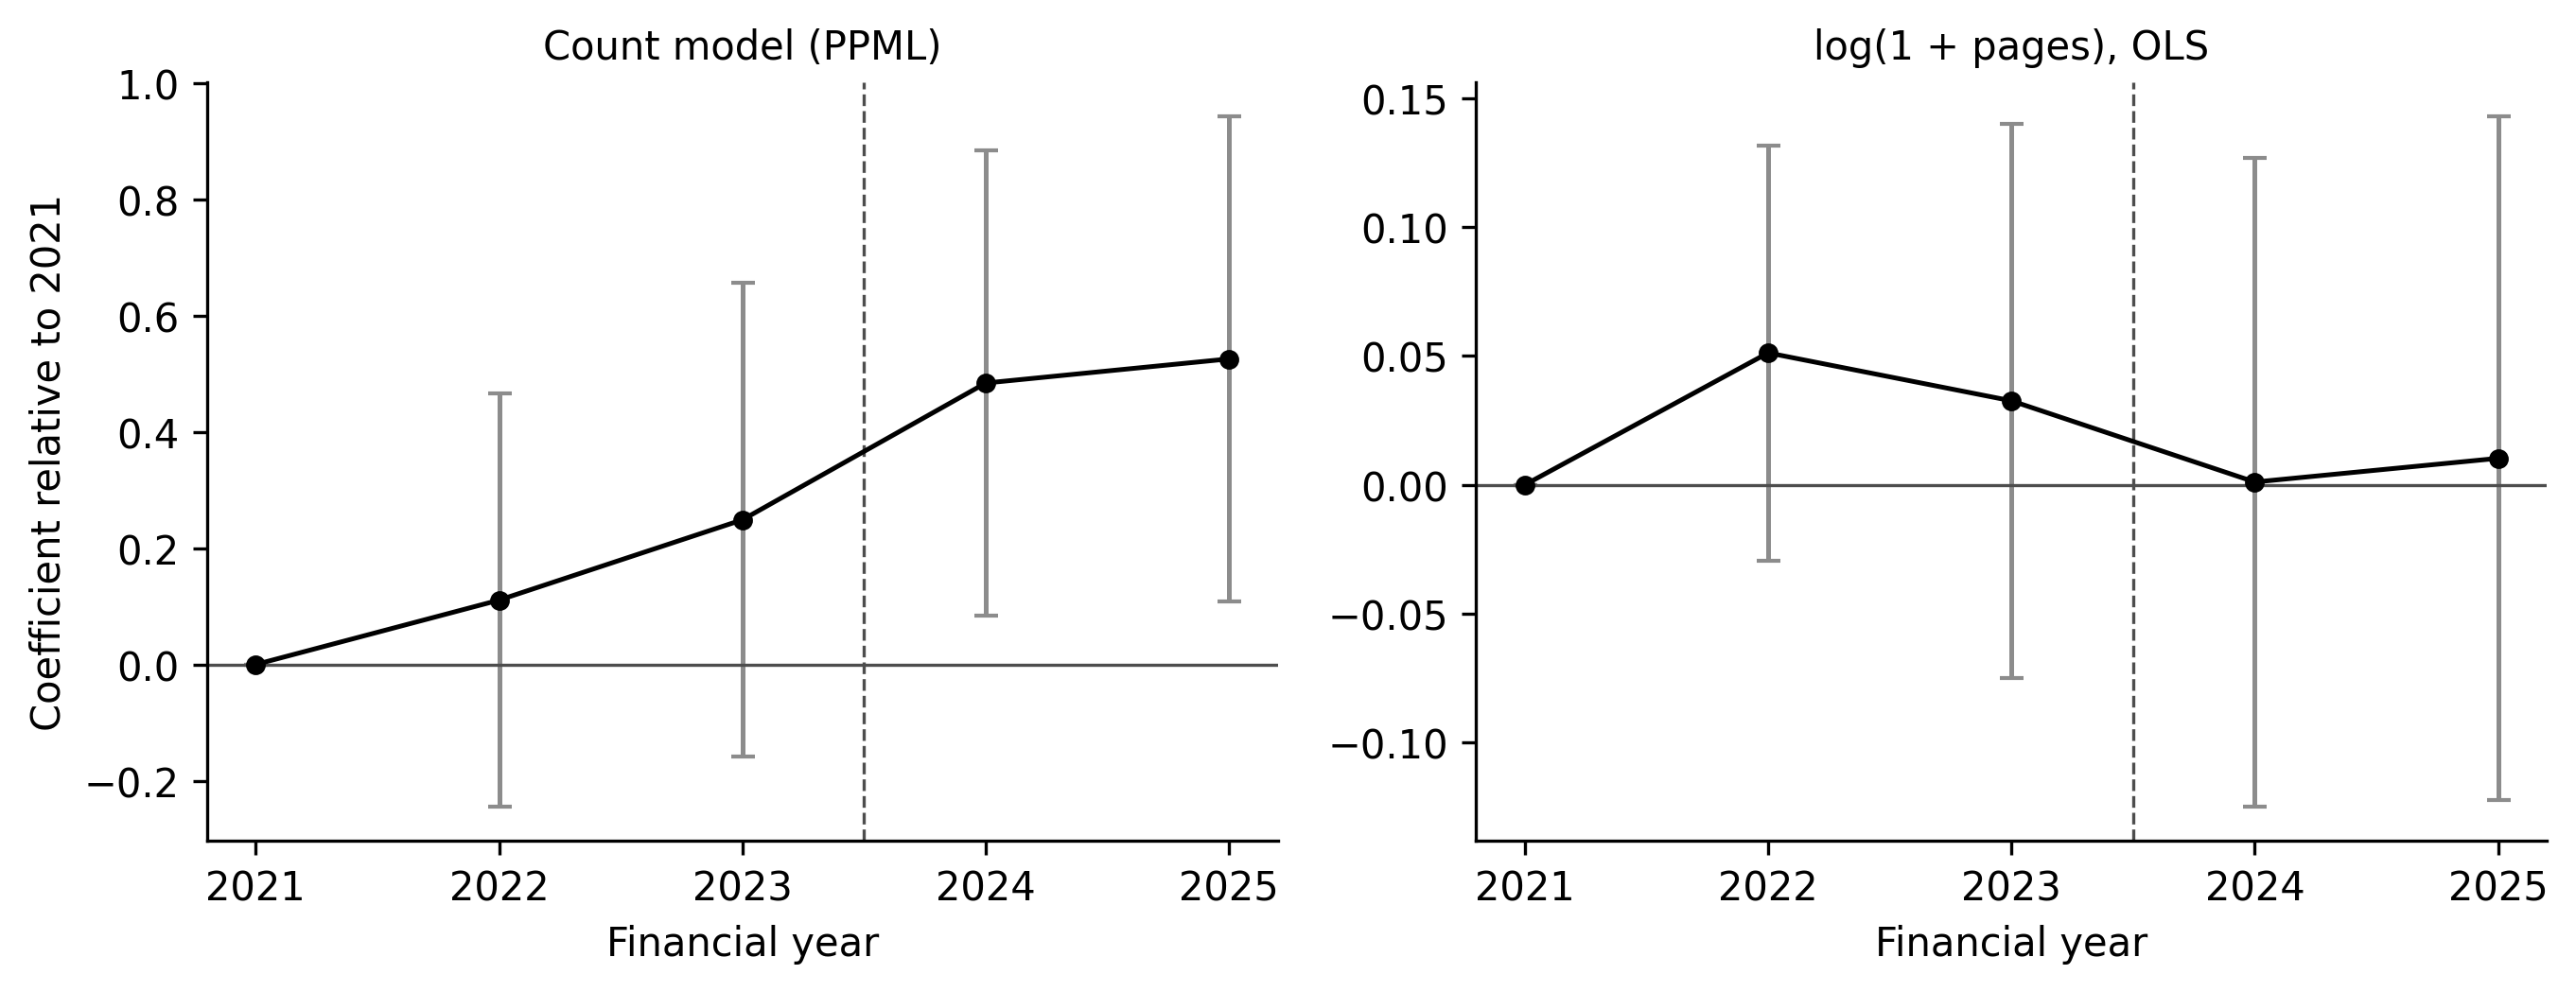 Count model (PPML)
1.0
0.8
0.6
0.4
0.2
0.0
−0.2
Coefficient relative to 2021
2021 2022 2023 2024 2025
Financial year
log(1 + pages), OLS
0.15
0.10
0.05
0.00
−0.05
−0.10
2021 2022 2023 2024 2025
Financial year